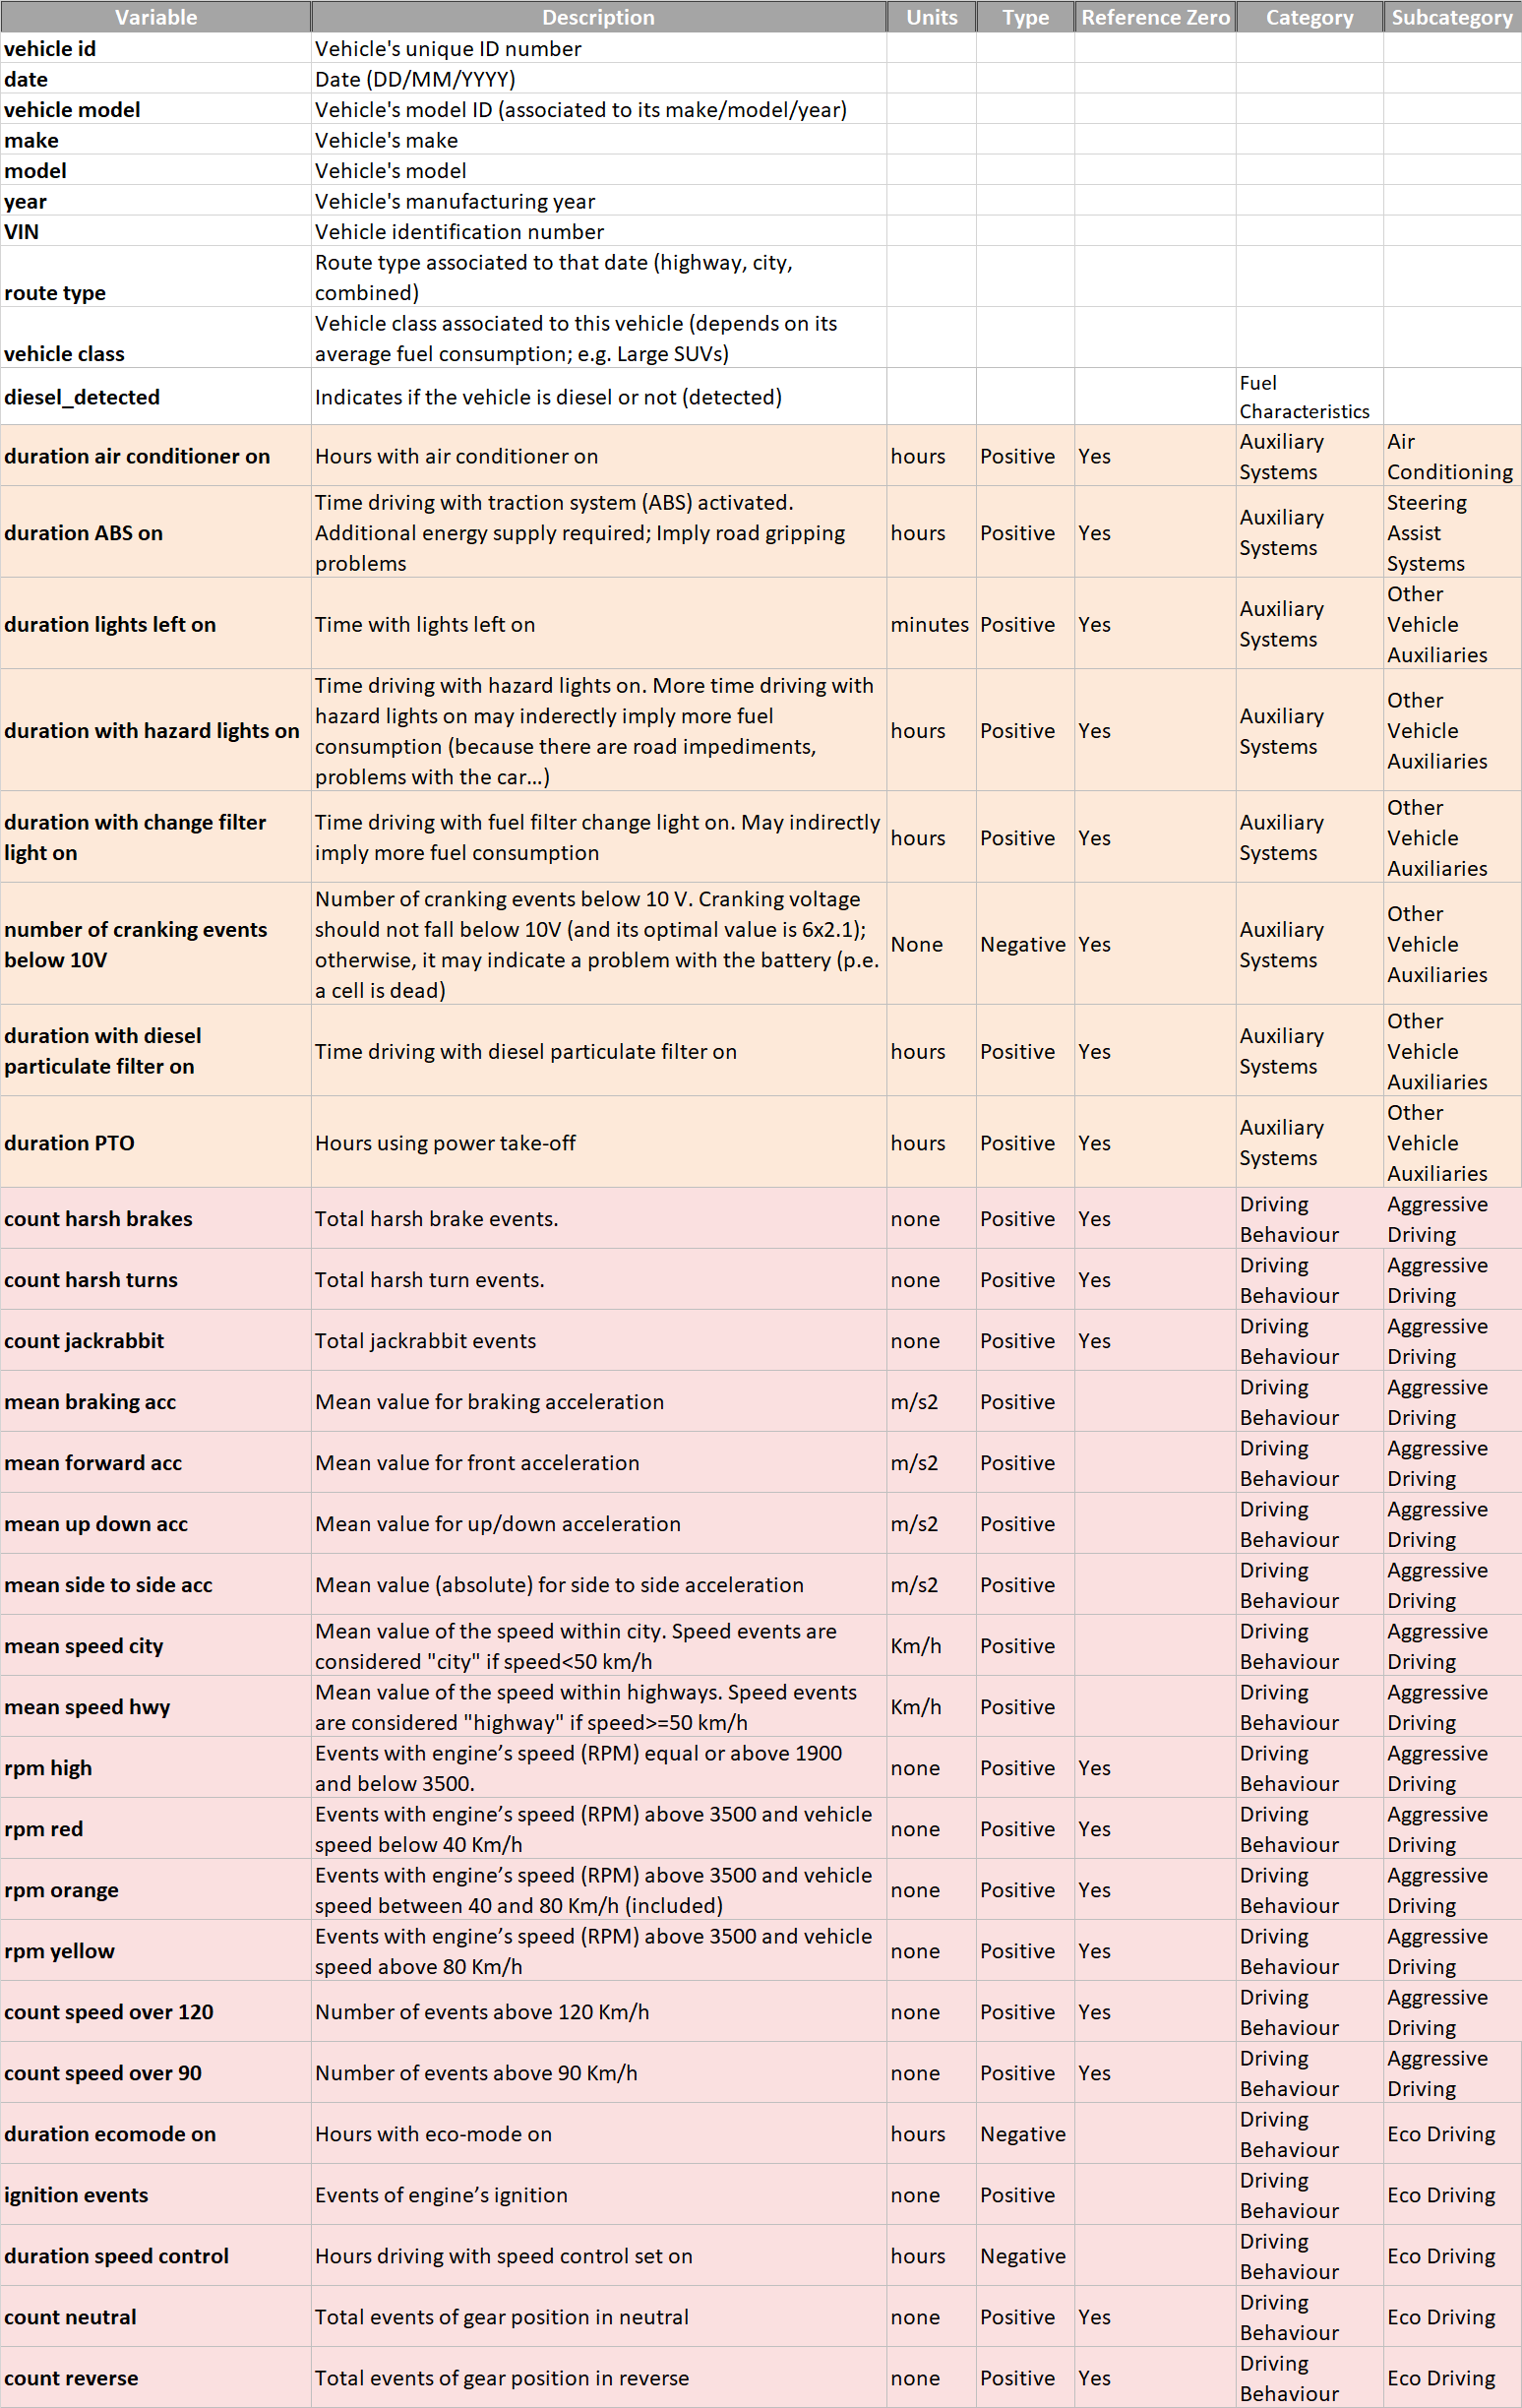 Variable Description Units Type Reference Zero Category Subcategory
vehicle id Vehicle's unique ID number
date Date (DD/MM/YYYY)
vehicle model Vehicle's model ID (associated to its make/model/year)
make Vehicle's make
model Vehicle's model
year Vehicle's manufacturing year
VIN Vehicle identification number
Route type associated to that date (highway, city,
route type combined)
Vehicle class associated to this vehicle (depends on its
vehicle class average fuel consumption; e.g. Large SUVs)
Fuel
diesel_detected Indicates if the vehicle is diesel or not (detected)
Characteristics
Auxiliary Air
duration air conditioner on Hours with air conditioner on hours Positive Yes
Systems Conditioning
Time driving with traction system (ABS) activated. Steering
duration ABS on Additional energy supply required; Imply road gripping hours Positive Yes Auxiliary Systems Assist
problems Systems
Other
duration lights left on Time with lights left on minutes Positive Yes Auxiliary Systems Vehicle
Auxiliaries
Time driving with hazard lights on. More time driving with
hazard lights on may inderectly imply more fuel Other
duration with hazard lights on consumption (because there are road impediments, hours Positive Yes Auxiliary Systems Vehicle
problems with the car…) Auxiliaries
Other
duration with change filter Time driving with fuel filter change light on. May indirectly hours Positive Yes Auxiliary Vehicle
light on imply more fuel consumption Systems Auxiliaries
Number of cranking events below 10 V. Cranking voltage
number of cranking events should not fall below 10V (and its optimal value is 6x2.1); None Negative Yes Auxiliary Other
below 10V otherwise, it may indicate a problem with the battery (p.e. Systems Vehicle
a cell is dead) Auxiliaries
Other
duration with diesel Time driving with diesel particulate filter on hours Positive Yes Auxiliary Vehicle
particulate filter on Systems Auxiliaries
Other
duration PTO Hours using power take-off hours Positive Yes Auxiliary Systems Vehicle
Auxiliaries
count harsh brakes Total harsh brake events. none Positive Yes Driving Aggressive
Behaviour Driving
count harsh turns Total harsh turn events. none Positive Yes Driving Aggressive
Behaviour Driving
count jackrabbit Total jackrabbit events none Positive Yes Driving Aggressive
Behaviour Driving
mean braking acc Mean value for braking acceleration m/s2 Positive Driving Aggressive
Behaviour Driving
mean forward acc Mean value for front acceleration m/s2 Positive Driving Aggressive
Behaviour Driving
mean up down acc Mean value for up/down acceleration m/s2 Positive Driving Aggressive
Behaviour Driving
mean side to side acc Mean value (absolute) for side to side acceleration m/s2 Positive Driving Aggressive
Behaviour Driving
mean speed city Mean value of the speed within city. Speed events are Km/h Positive Driving Aggressive
considered "city" if speed<50 km/h Behaviour Driving
mean speed hwy Mean value of the speed within highways. Speed events Km/h Positive Driving Aggressive
are considered "highway" if speed>=50 km/h Behaviour Driving
rpm high Events with engine’s speed (RPM) equal or above 1900 none Positive Yes Driving Aggressive
and below 3500. Behaviour Driving
rpm red Events with engine’s speed (RPM) above 3500 and vehicle none Positive Yes Driving Aggressive
speed below 40 Km/h Behaviour Driving
rpm orange Events with engine’s speed (RPM) above 3500 and vehicle none Positive Yes Driving Aggressive
speed between 40 and 80 Km/h (included) Behaviour Driving
rpm yellow Events with engine’s speed (RPM) above 3500 and vehicle none Positive Yes Driving Aggressive
speed above 80 Km/h Behaviour Driving
count speed over 120 Number of events above 120 Km/h none Positive Yes Driving Aggressive
Behaviour Driving
count speed over 90 Number of events above 90 Km/h none Positive Yes Driving Aggressive
Behaviour Driving
duration ecomode on Hours with eco-mode on hours Negative Driving Eco Driving
Behaviour
ignition events Events of engine’s ignition none Positive Driving Eco Driving
Behaviour
duration speed control Hours driving with speed control set on hours Negative Driving Eco Driving
Behaviour
count neutral Total events of gear position in neutral none Positive Yes Driving Eco Driving
Behaviour
count reverse Total events of gear position in reverse none Positive Yes Driving Eco Driving
Behaviour